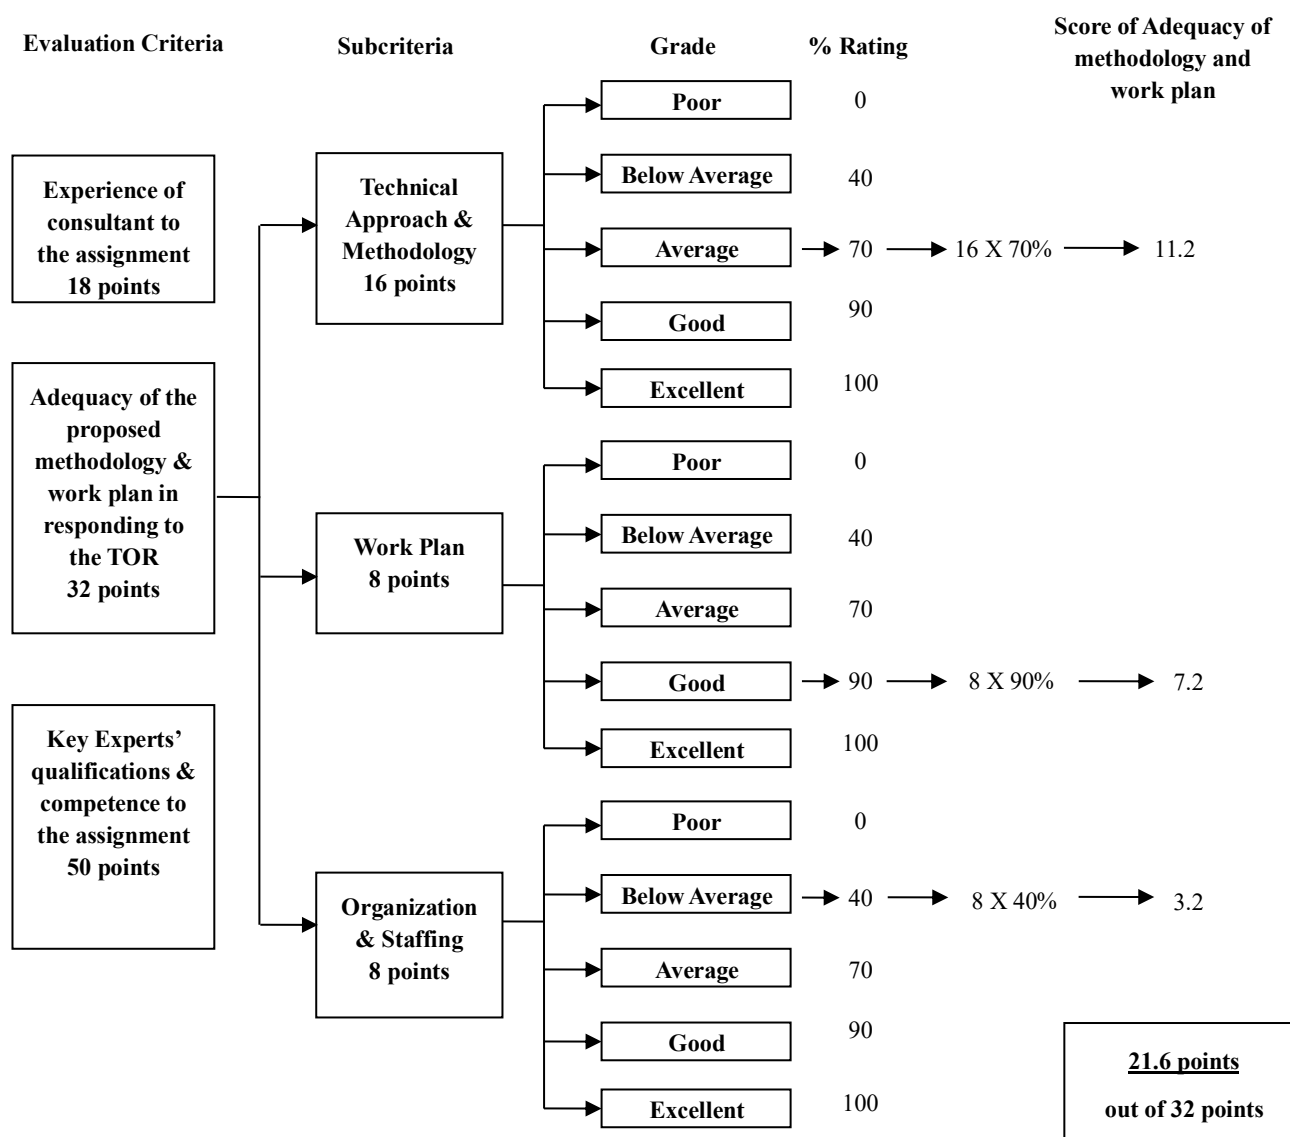 Evaluation Criteria
Subcriteria
Grade
% Rating
Score of Adequacy of
methodology and
work plan
Experience of
consultant to
the assignment
18 points
Adequacy of the
proposed
methodology &
work plan in
responding to
the TOR
32 points
Key Experts’
qualifications &
competence to
the assignment
50 points
Technical
Approach &
Methodology
16 points
Poor 0
Below Average 40
Average 70 16 X 70% 11.2
Good 90
Excellent 100
Work Plan
8 points
Poor 0
Below Average 40
Average 70
Good 90 8 X 90% 7.2
Excellent 100
Organization
& Staffing
8 points
Poor 0
Below Average 40 8 X 40% 3.2
Average 70
Good 90
Excellent 100
21.6 points
out of 32 points